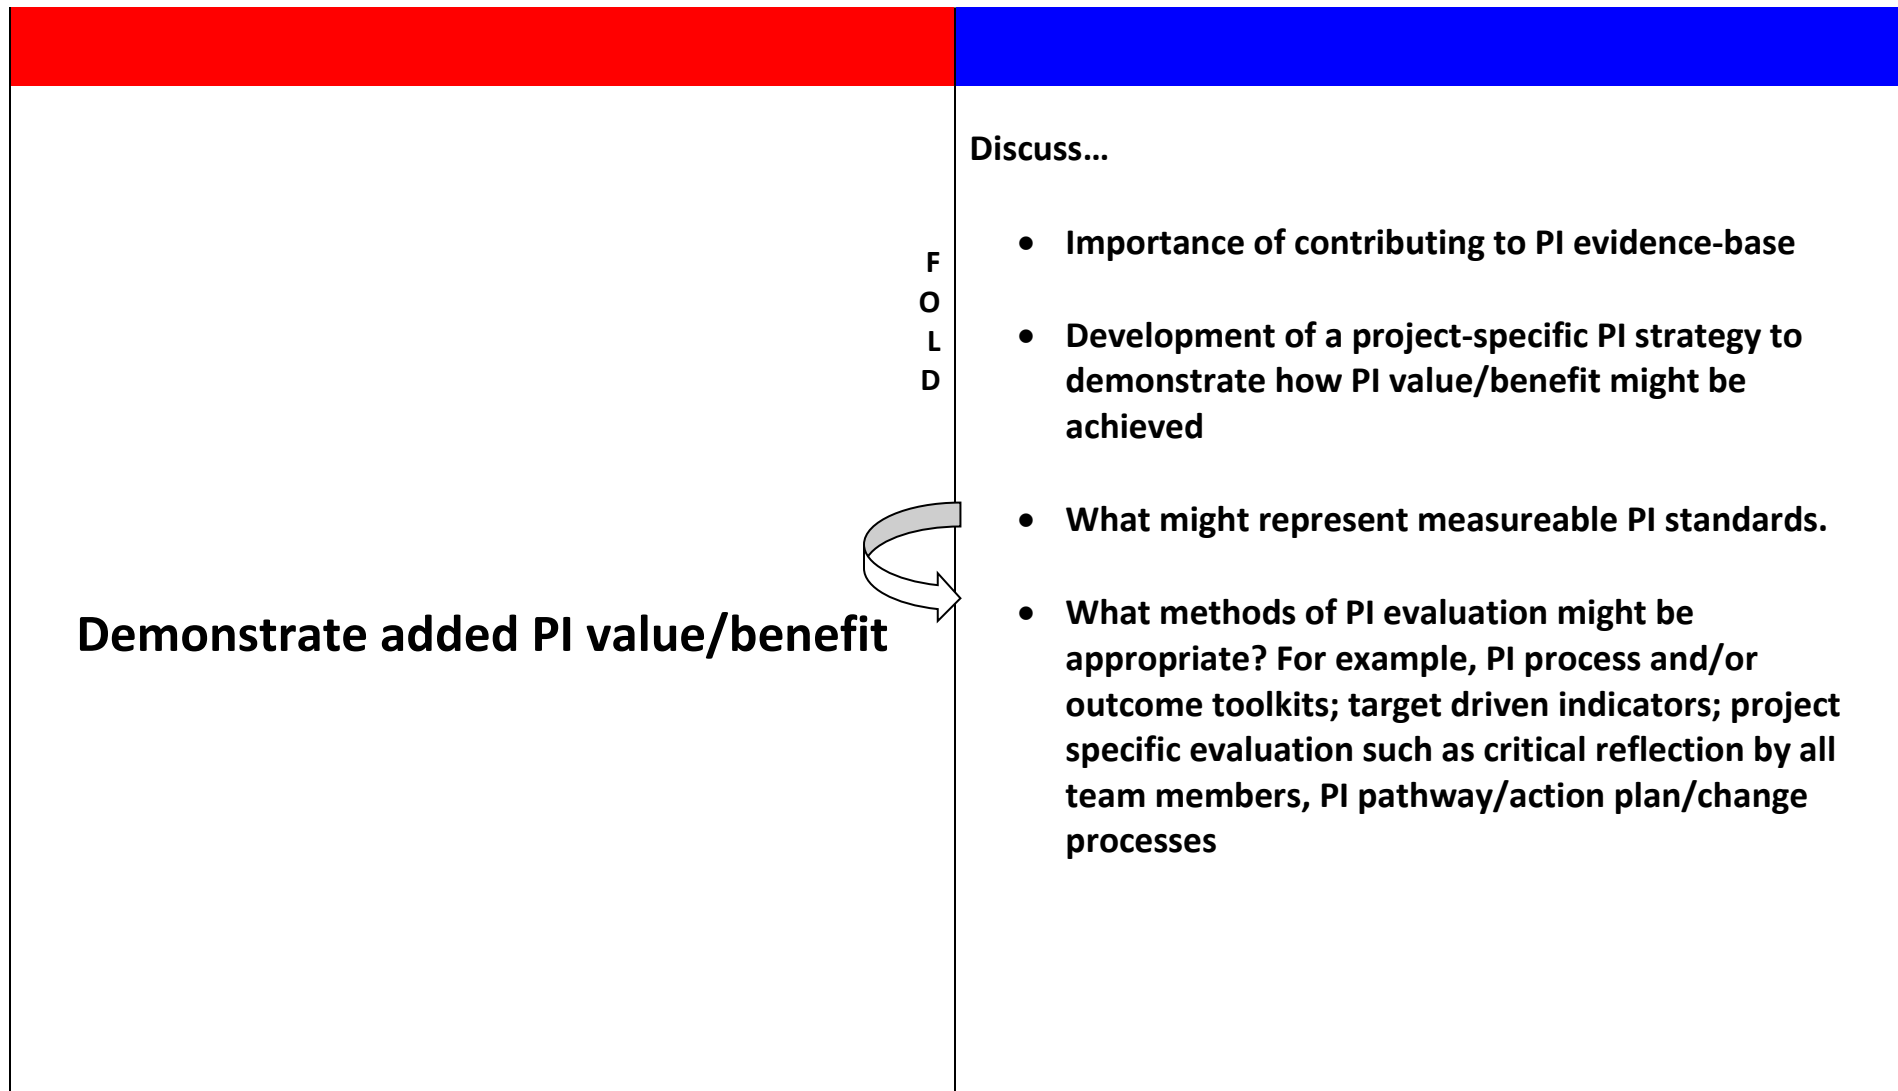 Demonstrate added PI value/benefit
F
O
L
D
Discuss…
• Importance of contributing to PI evidence-base
• Development of a project-specific PI strategy to
demonstrate how PI value/benefit might be
achieved
• What might represent measureable PI standards.
• What methods of PI evaluation might be
appropriate? For example, PI process and/or
outcome toolkits; target driven indicators; project
specific evaluation such as critical reflection by all
team members, PI pathway/action plan/change
processes